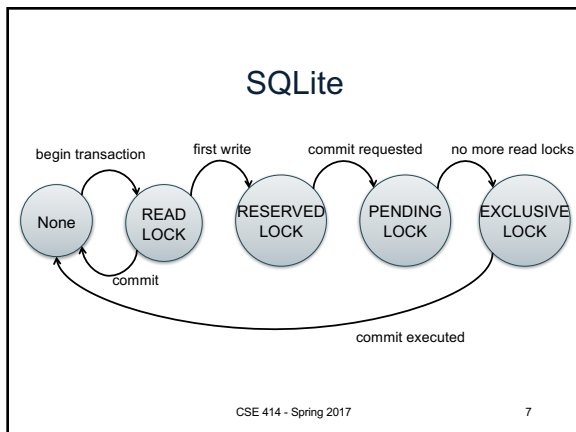 SQLite
begin transaction
first write
commit requested
no more read locks
None
READ
LOCK
RESERVED
LOCK
PENDING
LOCK
EXCLUSIVE
LOCK
commit
commit executed
CSE 414 - Spring 2017
7